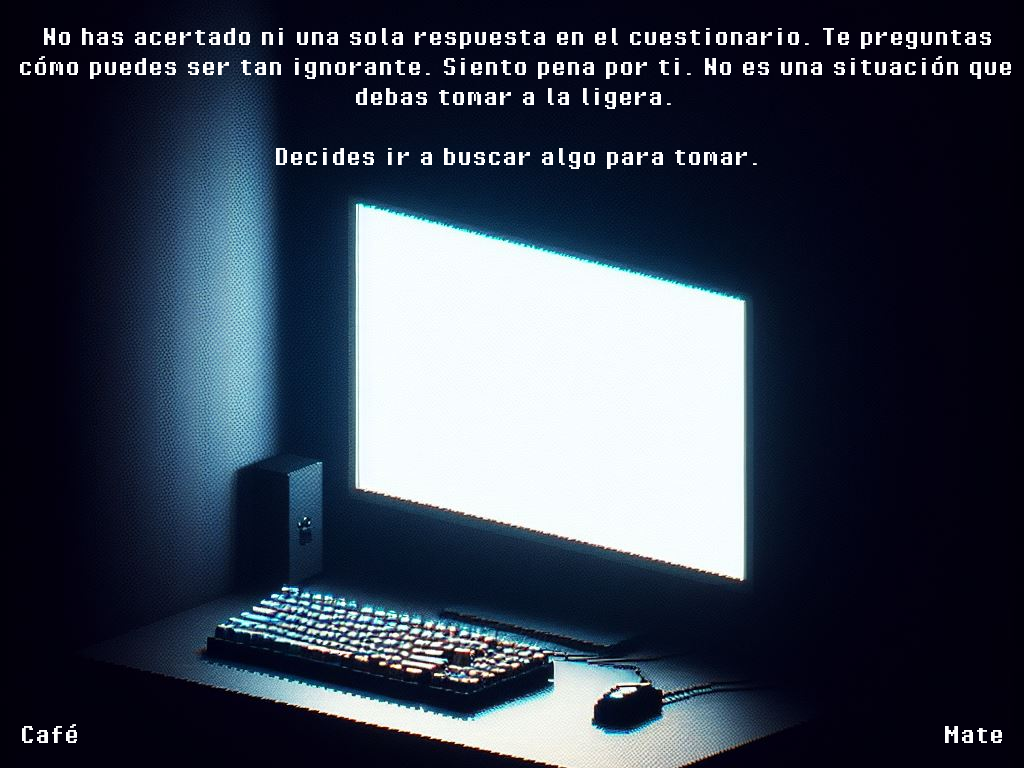 No has acertado ni una sola respuesta en el cuestionario. Te preguntas
cómo puedes ser tan ignorante. Siento pena por ti. No es una situación que
debas tomar a la ligera.
Decides ir a buscar algo para tomar.
Café
Mate